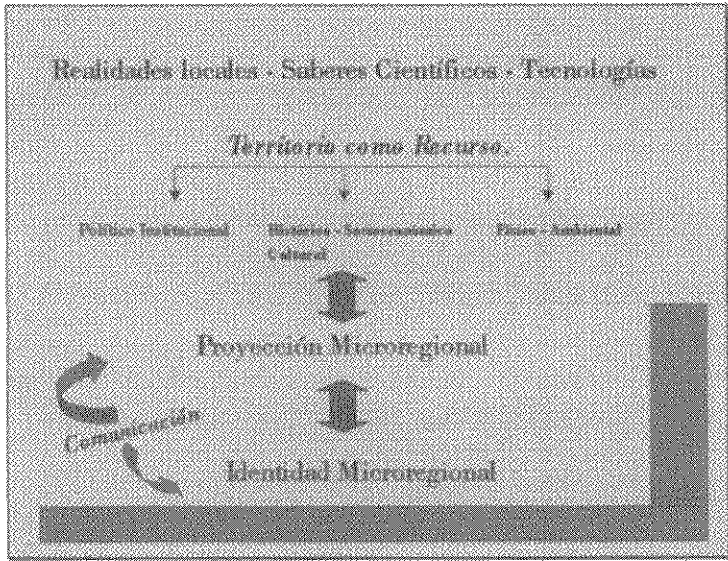 Realidades locales - Saberes Científicos - Tecnologías
Territorio como Recurso.
Político Institucional
Histórico - Socioeconómico
Cultural
Físico - Ambiental
Proyección Microregional
Comunicación
Identidad Microregional